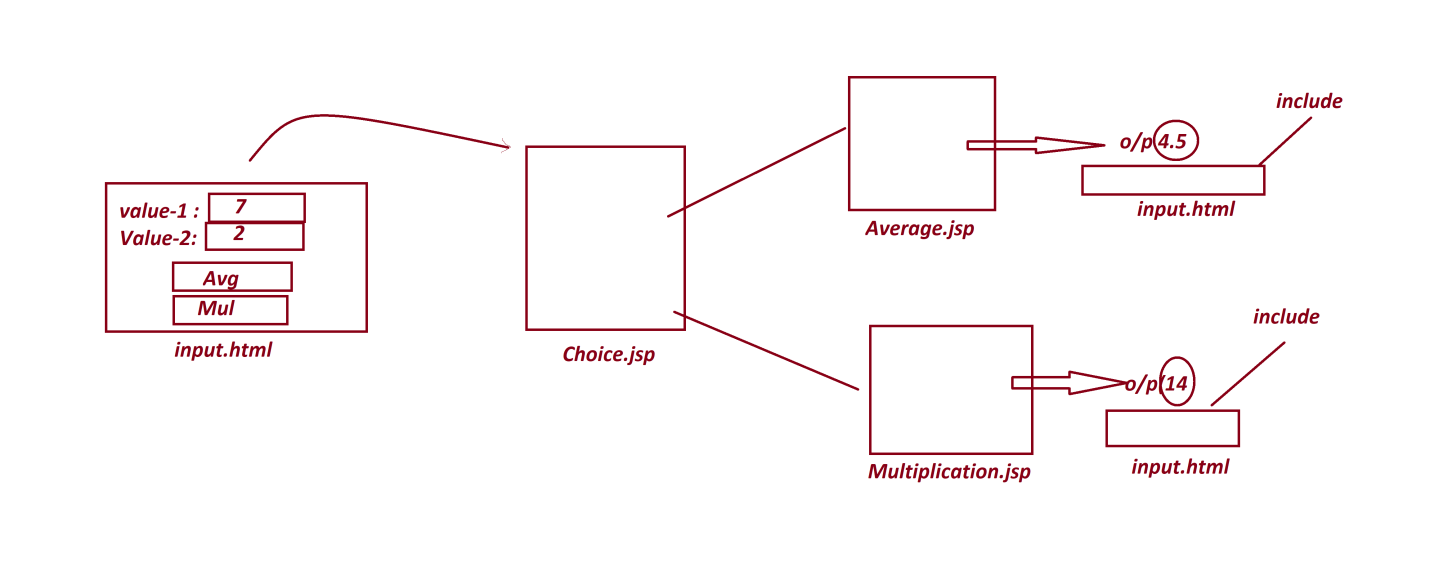 value-1 : 7
Value-2: 2
Avg
Mul
input.html
Choice.jsp
Average.jsp
o/p 4.5
include
input.html
Multiplication.jsp
o/p(14
include
input.html